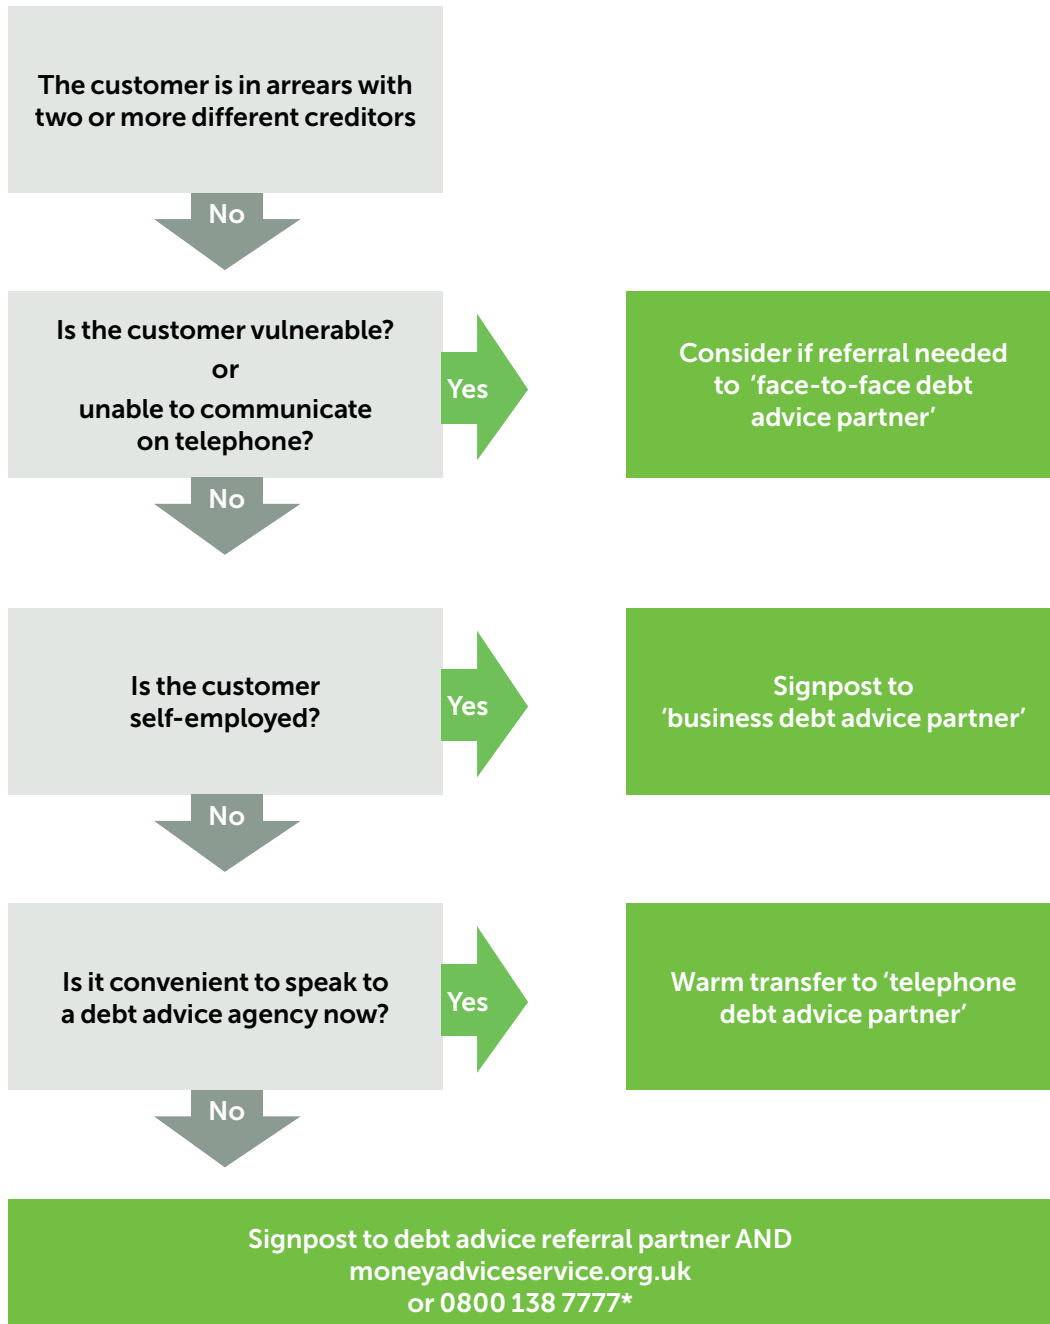 The customer is in arrears with
two or more different creditors
No
Is the customer vulnerable?
or
unable to communicate
on telephone?
Yes
Consider if referral needed
to ‘face-to-face debt
advice partner’
No
Is the customer
self-employed?
Yes
Signpost to
‘business debt advice partner’
No
Is it convenient to speak to
a debt advice agency now?
Yes
Warm transfer to ‘telephone
debt advice partner’
No
Signpost to debt advice referral partner AND
moneyadviceservice.org.uk
or 0800 138 7777*